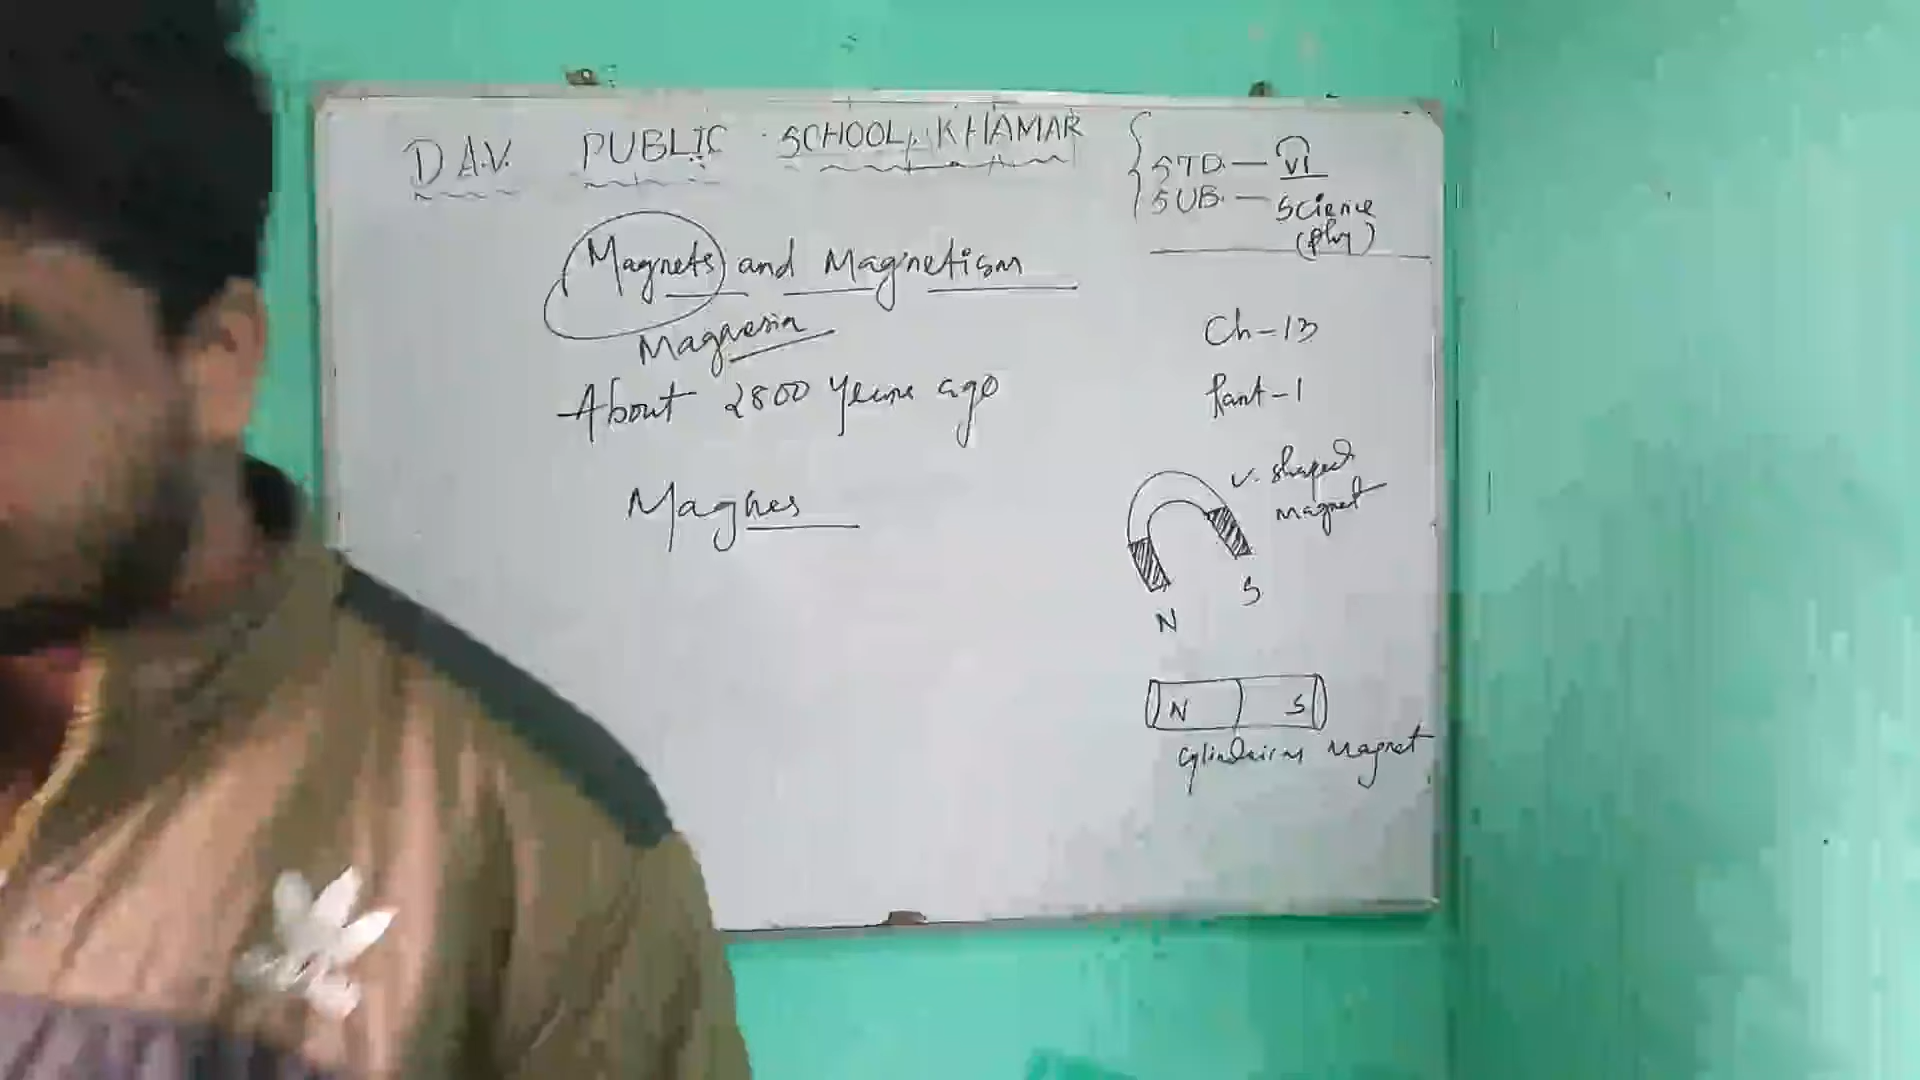 D.A.V. PUBLIC SCHOOL, KHAMAR
STD. — VI
SUB. — Science
(Phy)
Magnets and Magnetism
Magnesia
About 2800 years ago
Magnes
Ch-13
Part-1
U. shaped
magnet
N S
N S
Magnet